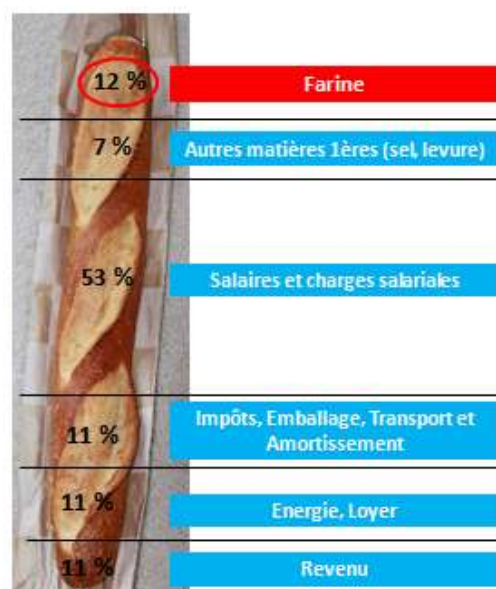 12 % Farine
7 % Autres matières 1ères (sel, levure)
53 % Salaires et charges salariales
11 % Impôts, Emballage, Transport et
Amortissement
11 % Energie, Loyer
11 % Revenu